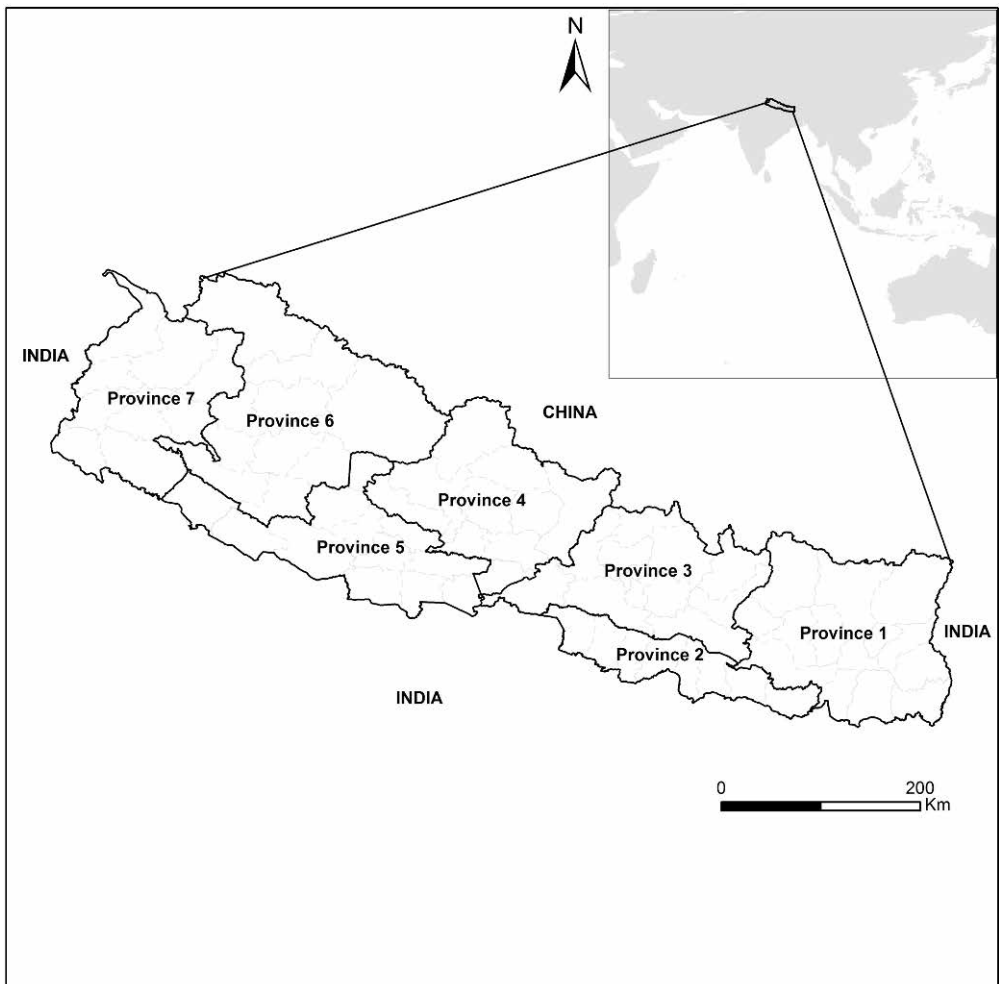 N
INDIA
Province 7
Province 6
CHINA
Province 4
Province 5
Province 3
Province 1
INDIA
Province 2
INDIA
0 200
Km